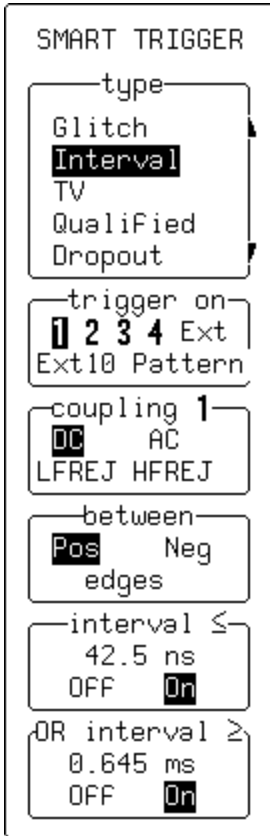 SMART TRIGGER
type
Glitch
Interval
TV
Qualified
Dropout
trigger on
1 2 3 4 Ext
Ext10 Pattern
coupling 1
DC AC
LFREJ HFREJ
between
Pos Neg
edges
interval ≤
42.5 ns
OFF On
OR interval ≥
0.645 ms
OFF On